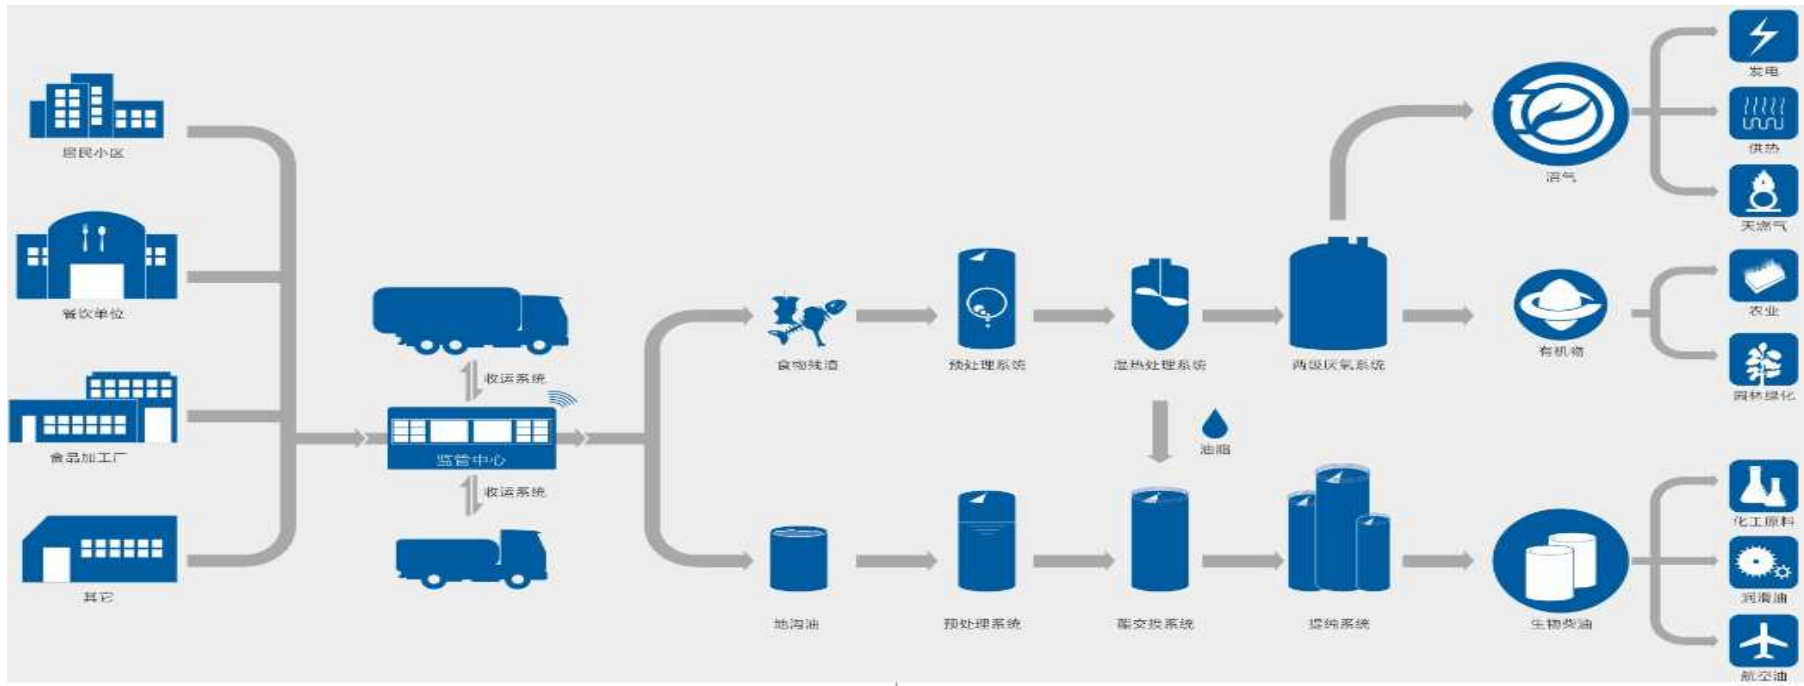 居民小区
餐饮单位
食品加工厂
其它
收运系统
监管中心
收运系统
食物残渣
预处理系统
湿热处理系统
两级厌氧系统
油脂
地沟油
预处理系统
酯交换系统
提纯系统
沼气
有机物
生物柴油
发电
供热
天燃气
农业
园林绿化
化工原料
润滑油
航空油